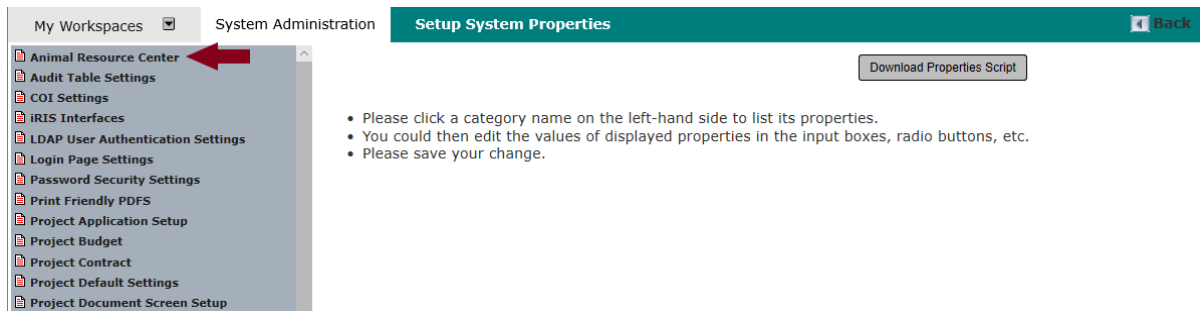 My Workspaces System Administration Setup System Properties Back
Animal Resource Center
Audit Table Settings
COI Settings
iRIS Interfaces
LDAP User Authentication Settings
Login Page Settings
Password Security Settings
Print Friendly PDFS
Project Application Setup
Project Budget
Project Contract
Project Default Settings
Project Document Screen Setup
Download Properties Script
• Please click a category name on the left-hand side to list its properties.
• You could then edit the values of displayed properties in the input boxes, radio buttons, etc.
• Please save your change.